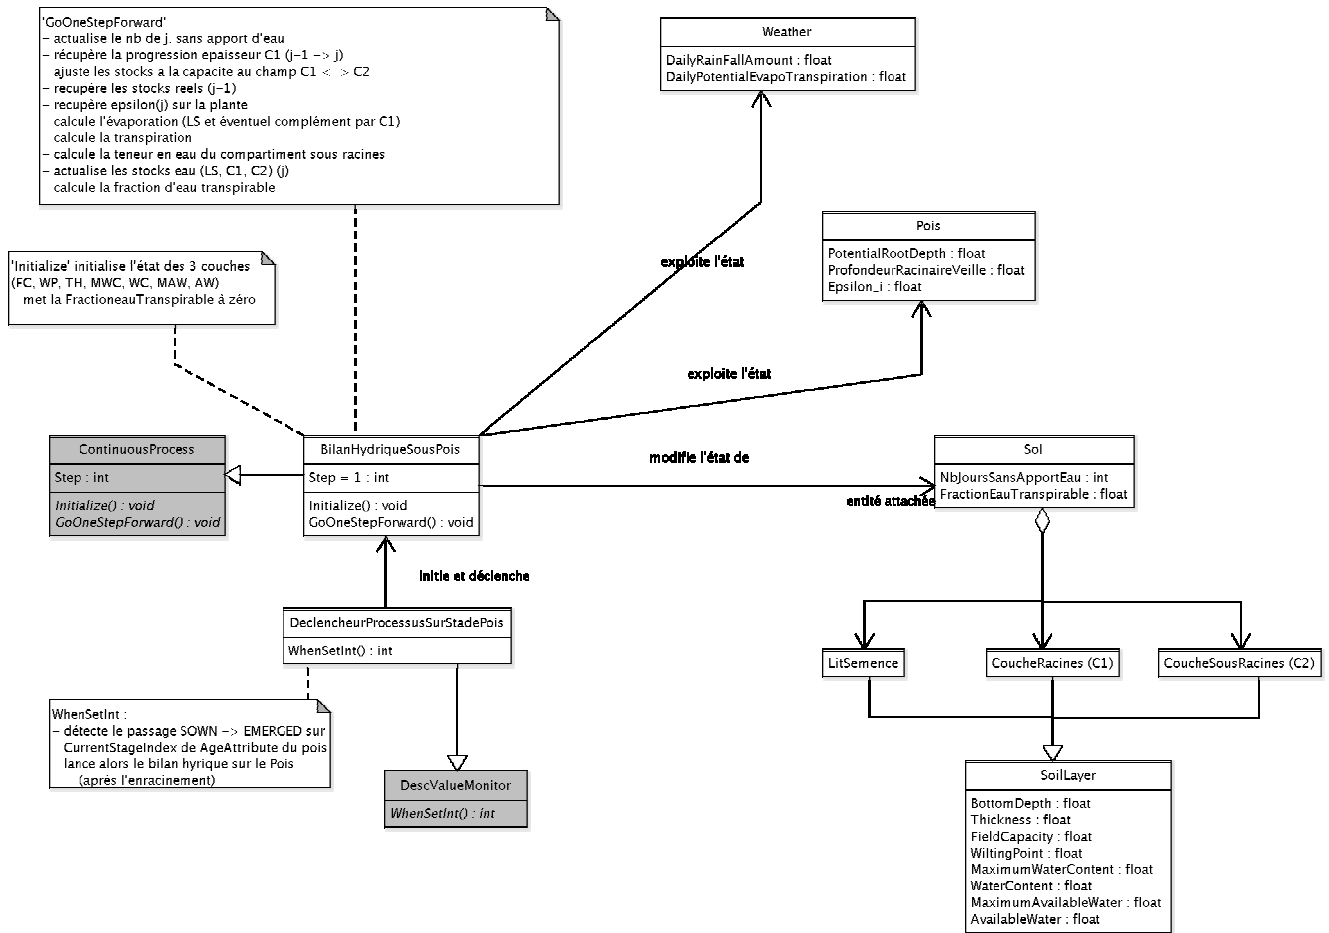 'GoOneStepForward'
- actualise le nb de j. sans apport d'eau
- récupère la progression epaisseur C1 (j-1 -> j)
ajuste les stocks a la capacite au champ C1 <-> C2
- recupère les stocks reels (j-1)
- recupère epsilon(j) sur la plante
calcule l'évaporation (LS et éventuel complément par C1)
calcule la transpiration
- calcule la teneur en eau du compartiment sous racines
- actualise les stocks eau (LS, C1, C2) (j)
calcule la fraction d'eau transpirable
Weather
DailyRainFallAmount : float
DailyPotentialEvapoTranspiration : float
'Initialize' initialise l'état des 3 couches
(FC, WP, TH, MWC, WC, MAW, AW)
met la FractioneauTranspirable à zéro
exploite l'état
Pois
PotentialRootDepth : float
ProfondeurRacinaireVeille : float
Epsilon_i : float
exploite l'état
ContinuousProcess
Step : int
Initialize() : void
GoOneStepForward() : void
BilanHydriqueSousPois
Step = 1 : int
Initialize() : void
GoOneStepForward() : void
modifie l'état de
entité attachée
Sol
NbJoursSansApportEau : int
FractionEauTranspirable : float
initie et déclenche
DeclencheurProcessusSurStadePois
WhenSetInt() : int
LitSemence
CoucheRacines (C1)
CoucheSousRacines (C2)
WhenSetInt :
- détecte le passage SOWN -> EMERGED sur
CurrentStageIndex de AgeAttribute du pois
lance alors le bilan hyrique sur le Pois
(après l'enracinement)
DescValueMonitor
WhenSetInt() : int
SoilLayer
BottomDepth : float
Thickness : float
FieldCapacity : float
WiltingPoint : float
MaximumWaterContent : float
WaterContent : float
MaximumAvailableWater : float
AvailableWater : float